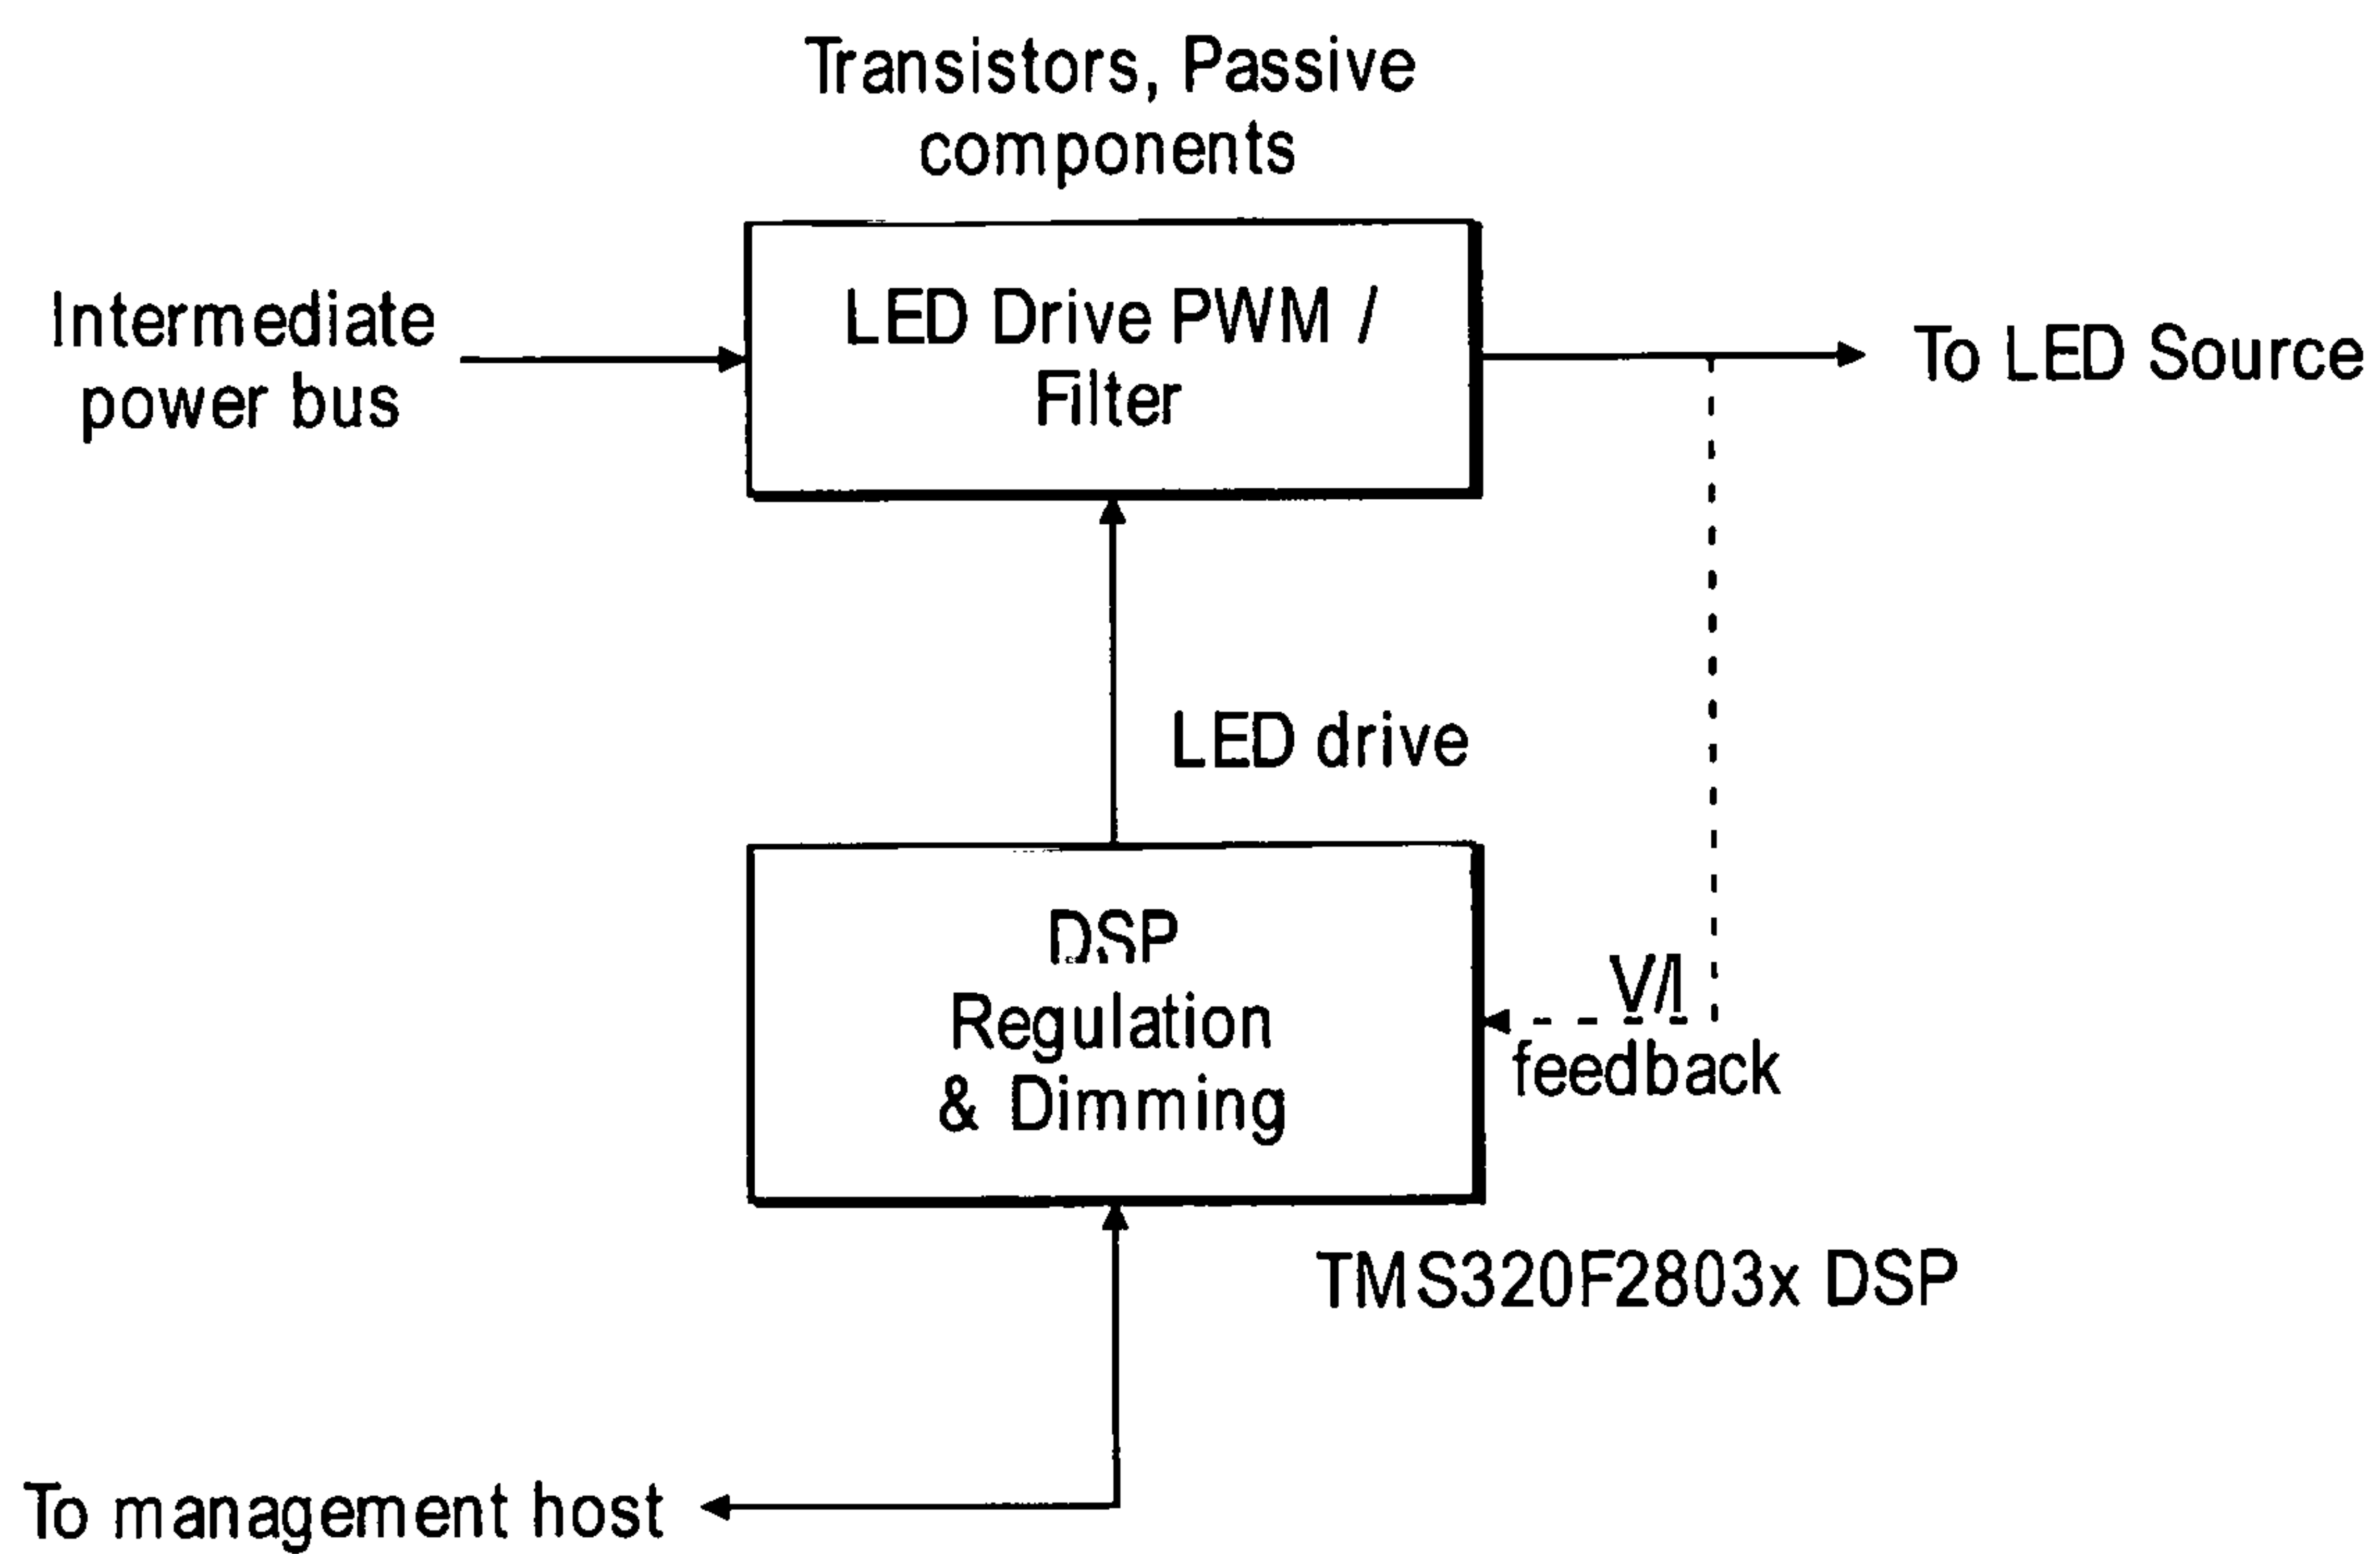 Transistors, Passive
components
Intermediate
power bus
LED Drive PWM /
Filter
To LED Source
LED drive
DSP
Regulation
& Dimming
V/I
feedback
TMS320F2803x DSP
To management host